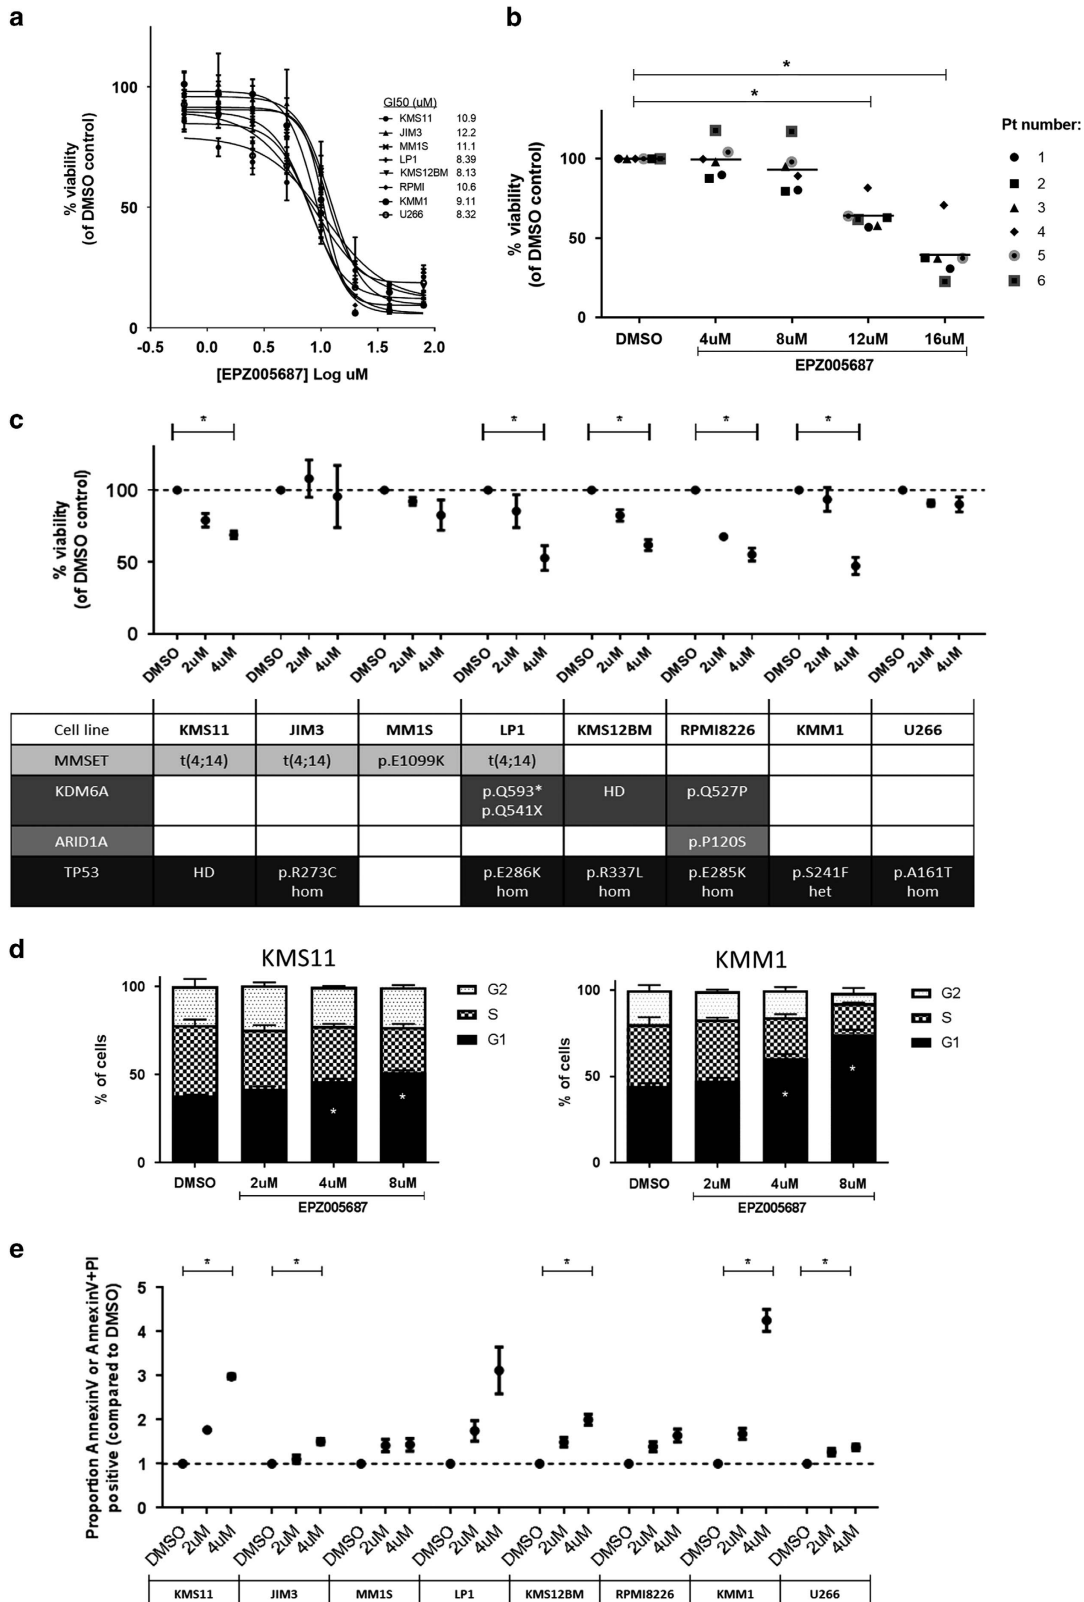 a
% viability
(of DMSO control)
100
50
0
-0.5 0.0 0.5 1.0 1.5 2.0
[EPZ005687] Log uM
GI50 (uM)
KMS11 10.9
JIM3 12.2
MM1S 11.1
LP1 8.39
KMS12BM 8.13
RPMI 10.6
KMM1 9.11
U266 8.32
b
% viability
(of DMSO control)
100
50
0
* 
*
DMSO 4uM 8uM 12uM 16uM
EPZ005687
Pt number:
1
2
3
4
5
6
c
* * * * *
% viability
(of DMSO control)
100
50
0
DMSO 2uM 4uM DMSO 2uM 4uM DMSO 2uM 4uM DMSO 2uM 4uM DMSO 2uM 4uM DMSO 2uM 4uM DMSO 2uM 4uM DMSO 2uM 4uM
Cell line KMS11 JIM3 MM1S LP1 KMS12BM RPMI8226 KMM1 U266
MMSET t(4;14) t(4;14) p.E1099K t(4;14)
KDM6A p.Q593* HD p.Q527P
p.Q541X
ARID1A p.P120S
TP53 HD p.R273C p.E286K p.R337L p.E285K p.S241F p.A161T
hom hom hom hom het hom
d
KMS11
% of cells
100
50
0
* *
G2
S
G1
DMSO 2uM 4uM 8uM
EPZ005687
KMM1
% of cells
100
50
0
* *
G2
S
G1
DMSO 2uM 4uM 8uM
EPZ005687
e
* * * * *
Proportion AnnexinV or AnnexinV+PI
positive (compared to DMSO)
5
4
3
2
1
0
DMSO 2uM 4uM DMSO 2uM 4uM DMSO 2uM 4uM DMSO 2uM 4uM DMSO 2uM 4uM DMSO 2uM 4uM DMSO 2uM 4uM DMSO 2uM 4uM
KMS11 JIM3 MM1S LP1 KMS12BM RPMI8226 KMM1 U266